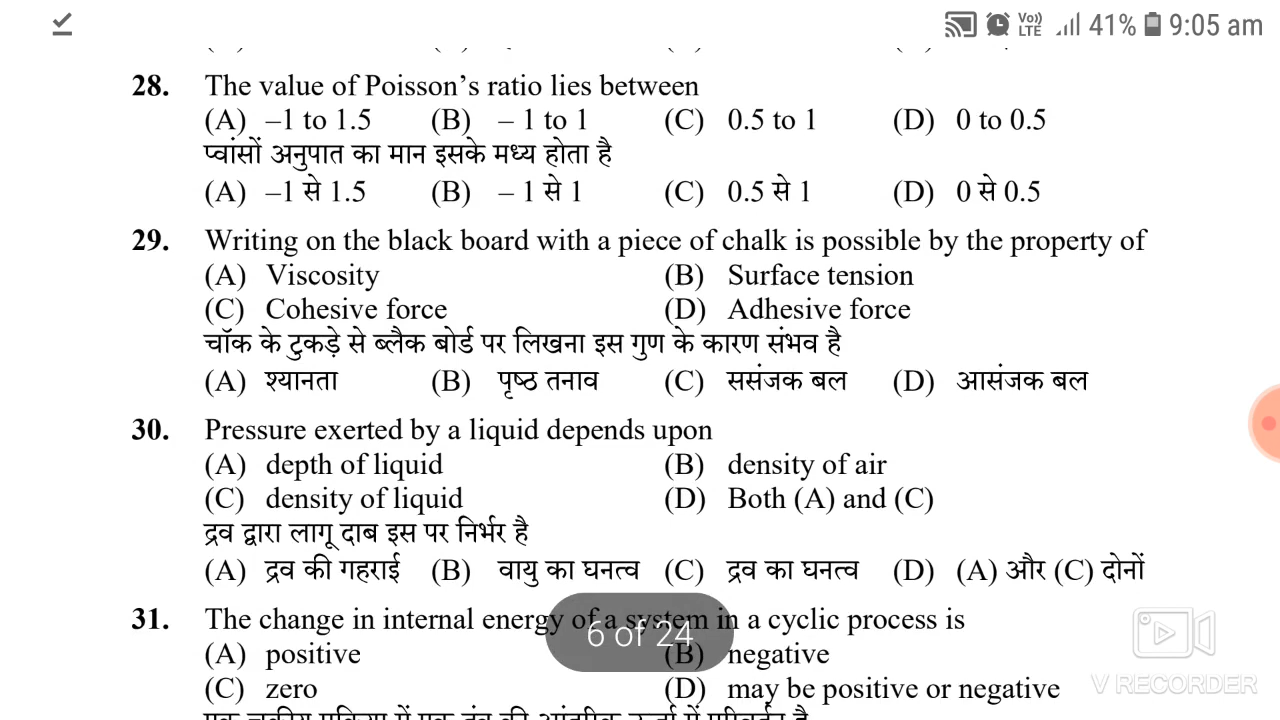 41% 9:05 am
28. The value of Poisson's ratio lies between
(A) –1 to 1.5 (B) – 1 to 1 (C) 0.5 to 1 (D) 0 to 0.5
प्वांसों अनुपात का मान इसके मध्य होता है
(A) –1 से 1.5 (B) – 1 से 1 (C) 0.5 से 1 (D) 0 से 0.5
29. Writing on the black board with a piece of chalk is possible by the property of
(A) Viscosity (B) Surface tension
(C) Cohesive force (D) Adhesive force
चॉक के टुकड़े से ब्लैक बोर्ड पर लिखना इस गुण के कारण संभव है
(A) श्यानता (B) पृष्ठ तनाव (C) ससंजक बल (D) आसंजक बल
30. Pressure exerted by a liquid depends upon
(A) depth of liquid (B) density of air
(C) density of liquid (D) Both (A) and (C)
द्रव द्वारा लागू दाब इस पर निर्भर है
(A) द्रव की गहराई (B) वायु का घनत्व (C) द्रव का घनत्व (D) (A) और (C) दोनों
31. The change in internal energy of a system in a cyclic process is
6 of 24
(A) positive (B) negative
(C) zero (D) may be positive or negative
V RECORDER